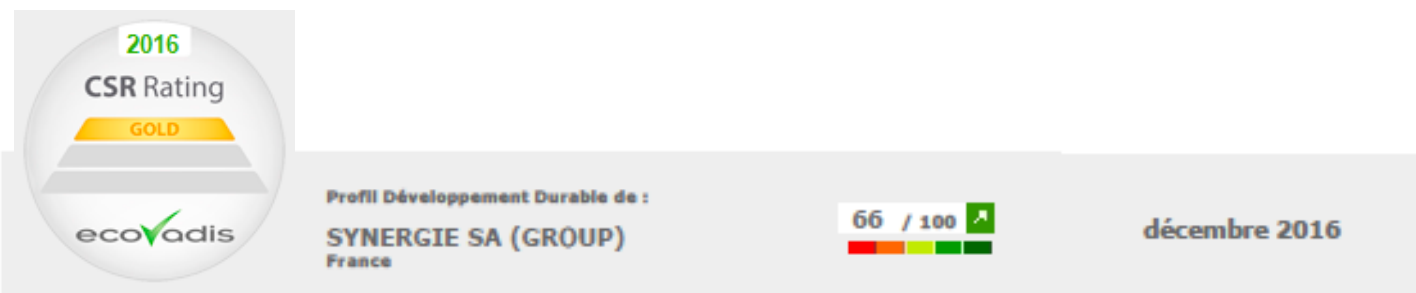 2016
CSR Rating
GOLD
ecovadis
Profil Développement Durable de :
SYNERGIE SA (GROUP)
France
66 / 100
décembre 2016